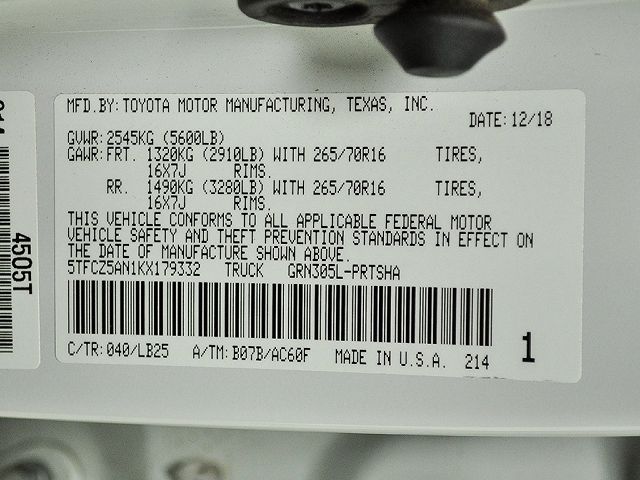 MFD.BY:TOYOTA MOTOR MANUFACTURING, TEXAS, INC.
DATE:12/18
GVWR:2545KG (5600LB)
GAWR:FRT. 1320KG (2910LB) WITH 265/70R16 TIRES,
16X7J RIMS.
RR. 1490KG (3280LB) WITH 265/70R16 TIRES,
16X7J RIMS.
THIS VEHICLE CONFORMS TO ALL APPLICABLE FEDERAL MOTOR
VEHICLE SAFETY AND THEFT PREVENTION STANDARDS IN EFFECT ON
THE DATE OF MANUFACTURE SHOWN ABOVE.
5TFCZ5AN1KX179332 TRUCK GRN305L-PRTSHA
C/TR:040/LB25 A/TM:B07B/AC60F MADE IN U.S.A. 214
1
4505T